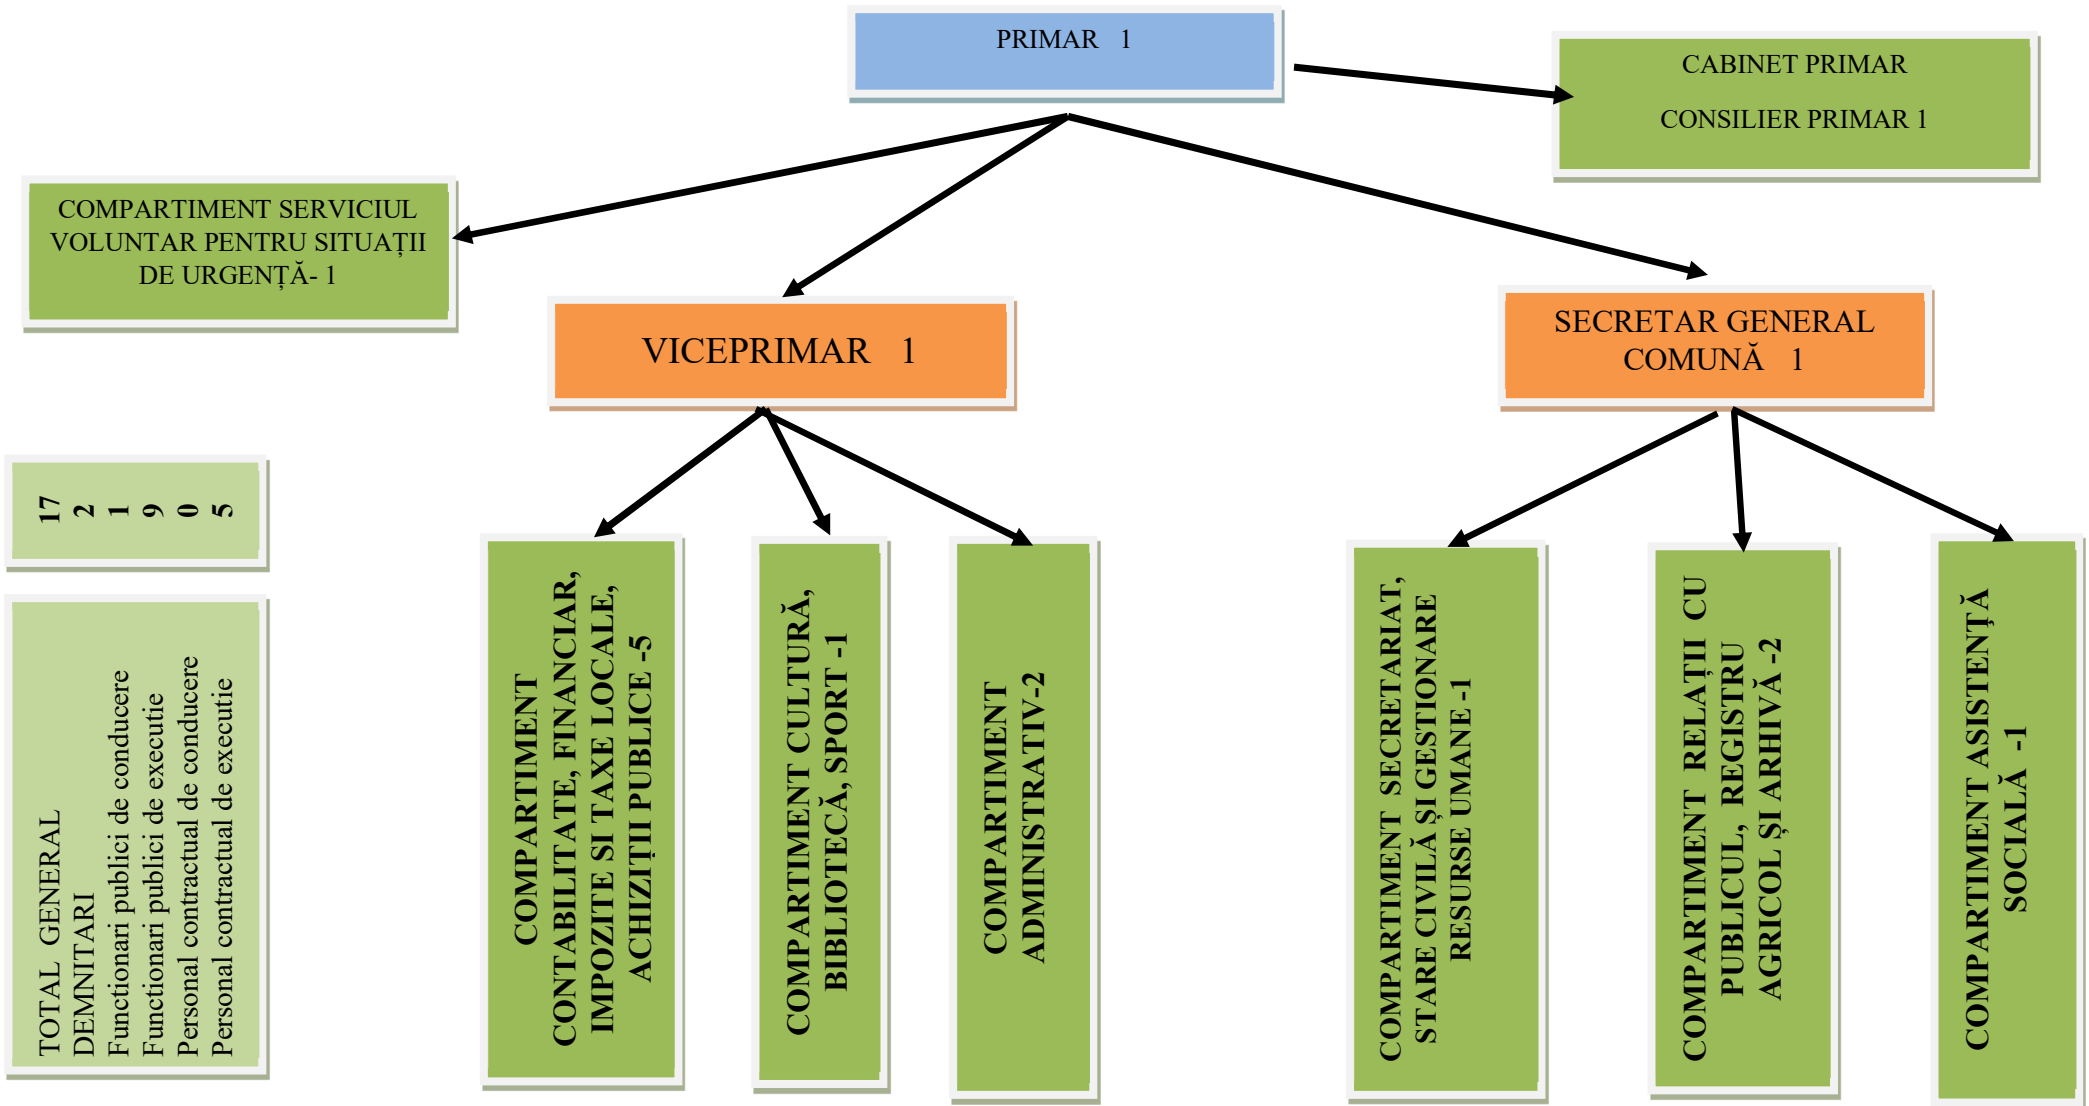 PRIMAR 1
CABINET PRIMAR
CONSILIER PRIMAR 1
COMPARTIMENT SERVICIUL
VOLUNTAR PENTRU SITUAȚII
DE URGENȚĂ- 1
VICEPRIMAR 1
SECRETAR GENERAL
COMUNĂ 1
17
2
1
9
0
5
TOTAL GENERAL
DEMNITARI
Functionari publici de conducere
Functionari publici de executie
Personal contractual de conducere
Personal contractual de executie
COMPARTIMENT
CONTABILITATE, FINANCIAR,
IMPOZITE SI TAXE LOCALE,
ACHIZIȚII PUBLICE -5
COMPARTIMENT CULTURĂ,
BIBLIOTECĂ, SPORT -1
COMPARTIMENT
ADMINISTRATIV-2
COMPARTIMENT SECRETARIAT,
STARE CIVILĂ ȘI GESTIONARE
RESURSE UMANE -1
COMPARTIMENT RELAȚII CU
PUBLICUL, REGISTRU
AGRICOL ȘI ARHIVĂ -2
COMPARTIMENT ASISTENȚĂ
SOCIALĂ -1